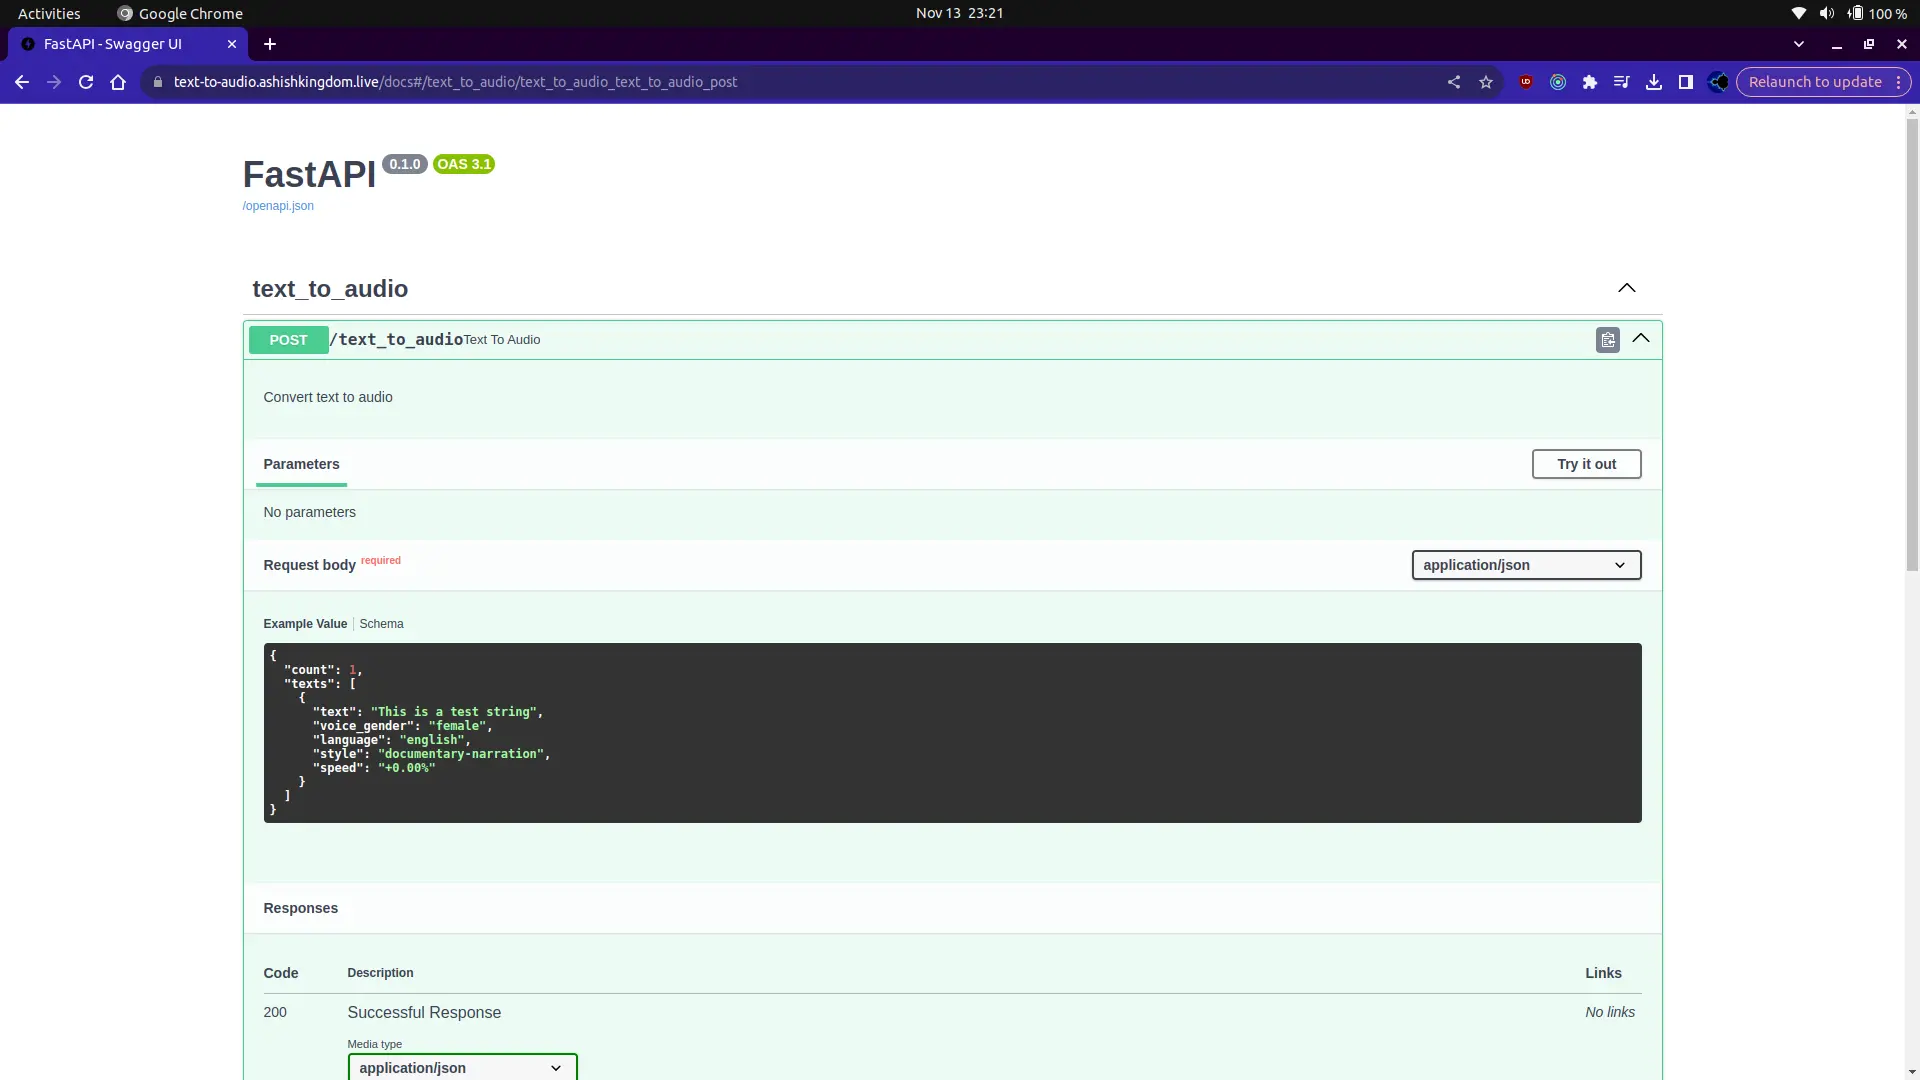 Activities Google Chrome Nov 13 23:21 100 %
FastAPI - Swagger UI
text-to-audio.ashishkingdom.live/docs#/text_to_audio/text_to_audio_text_to_audio_post Relaunch to update
FastAPI 0.1.0 OAS 3.1
/openapi.json
text_to_audio
POST /text_to_audio Text To Audio
Convert text to audio
Parameters Try it out
No parameters
Request body required application/json
Example Value Schema
{
"count": 1,
"texts": [
{
"text": "This is a test string",
"voice_gender": "female",
"language": "english",
"style": "documentary-narration",
"speed": "+0.00%"
}
]
}
Responses
Code Description Links
200 Successful Response No links
Media type
application/json